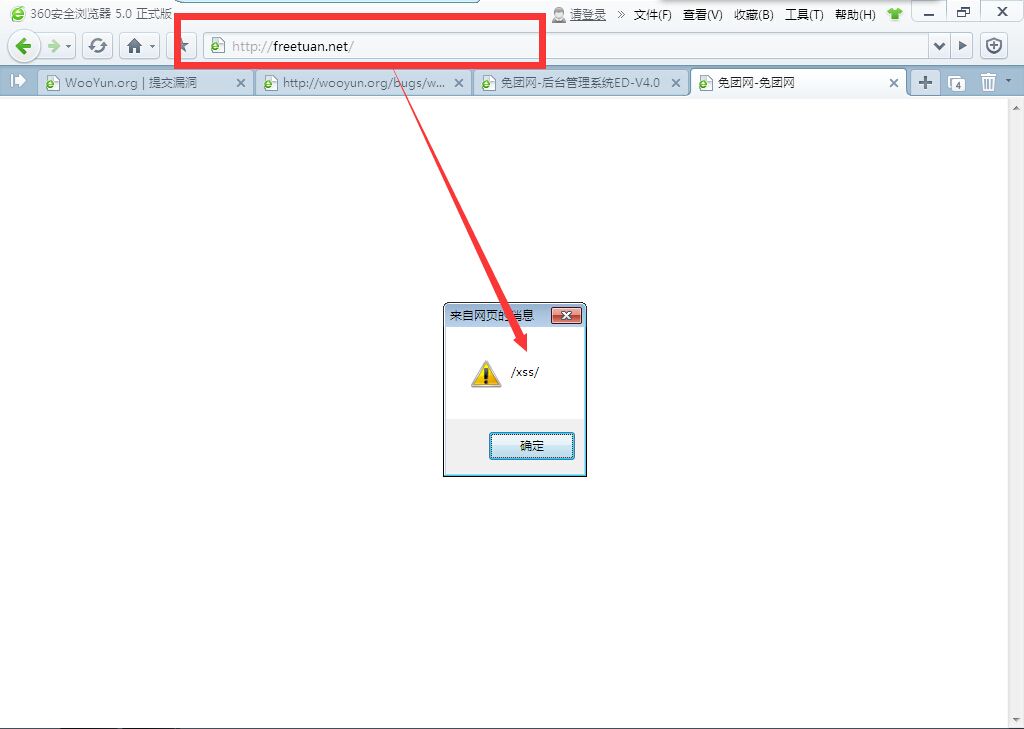 360安全浏览器 5.0 正式版
请登录 » 文件(F) 查看(V) 收藏(B) 工具(T) 帮助(H)
http://freetuan.net/
WooYun.org | 提交漏洞
http://wooyun.org/bugs/w...
免团网-后台管理系统ED-V4.0
免团网-免团网
4
来自网页的消息
/xss/
确定